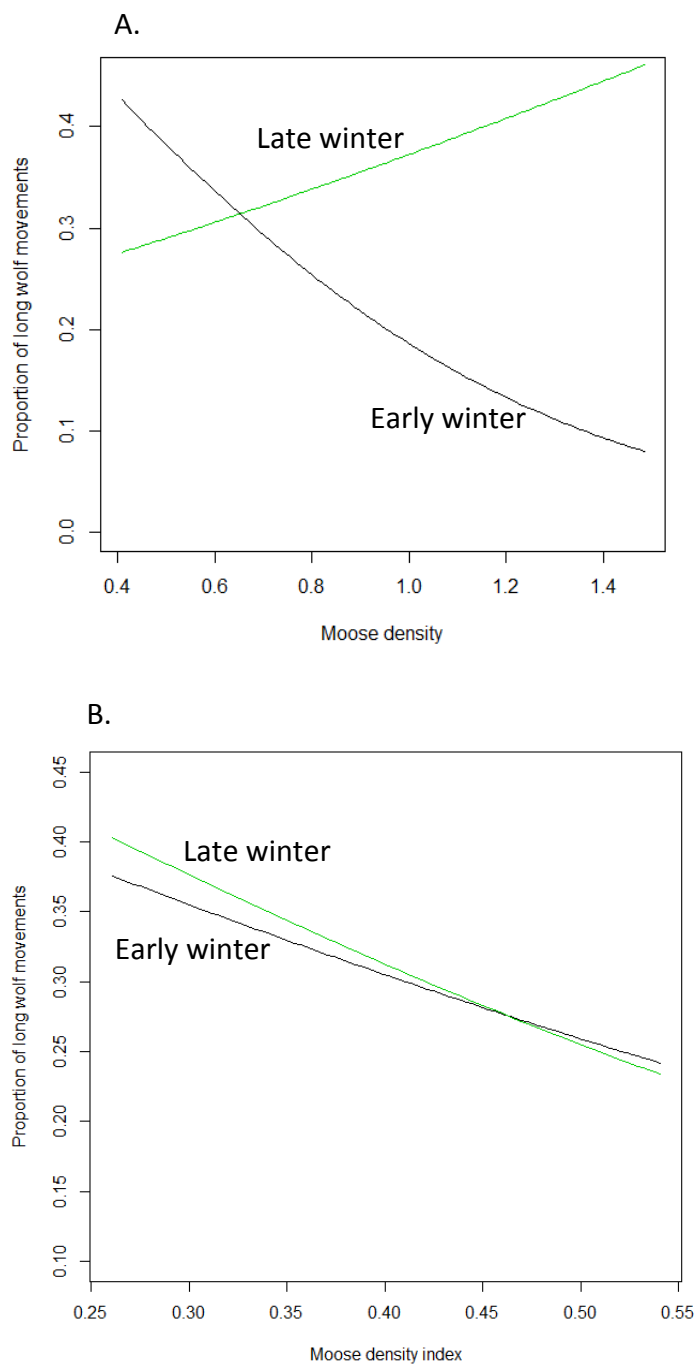 A.
Late winter
Early winter
Proportion of long wolf movements
0.4
0.3
0.2
0.1
0.0
0.4 0.6 0.8 1.0 1.2 1.4
Moose density
B.
Late winter
Early winter
Proportion of long wolf movements
0.45
0.40
0.35
0.30
0.25
0.20
0.15
0.10
0.25 0.30 0.35 0.40 0.45 0.50 0.55
Moose density index